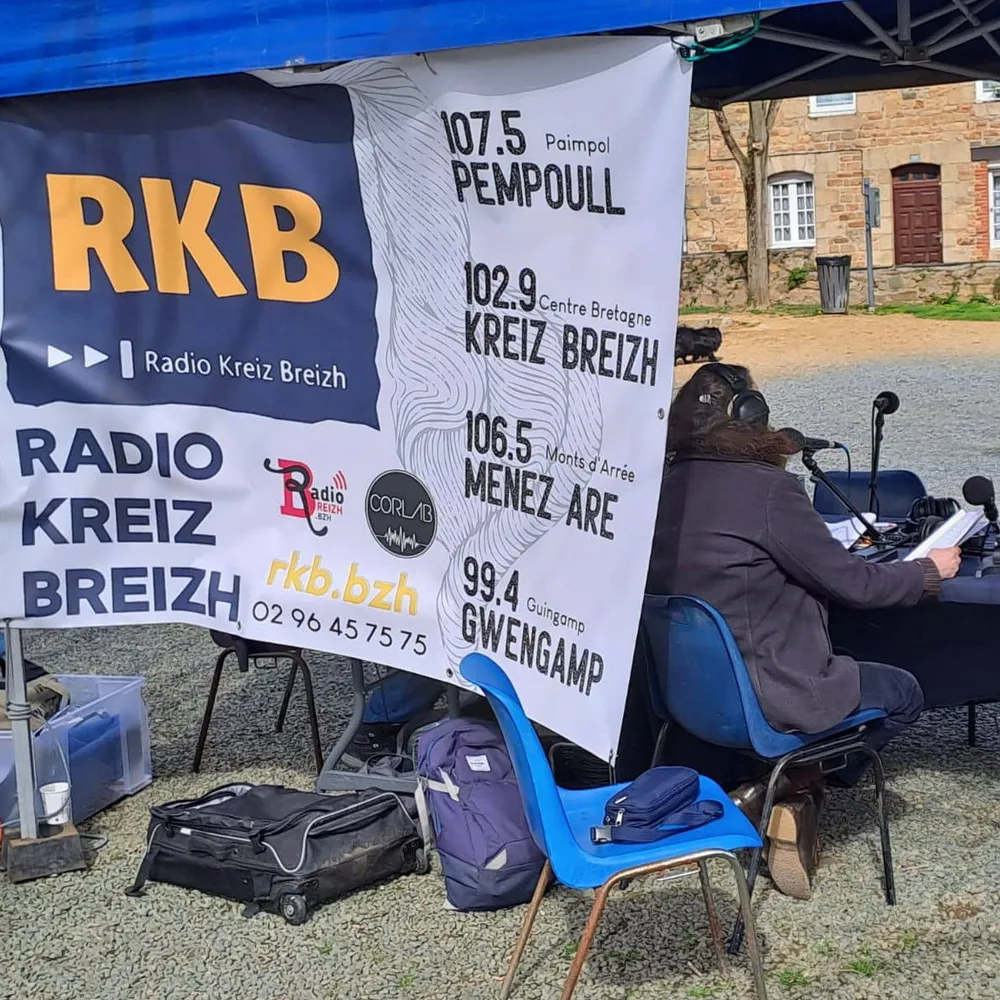 RKB
Radio Kreiz Breizh
RADIO
KREIZ
BREIZH
Radio
BREIZH
.BZH
CORLAB
rkb.bzh
02 96 45 75 75
107.5 Paimpol
PEMPOULL
102.9 Centre Bretagne
KREIZ BREIZH
106.5 Monts d'Arrée
MENEZ ARE
99.4 Guingamp
GWENGAMP